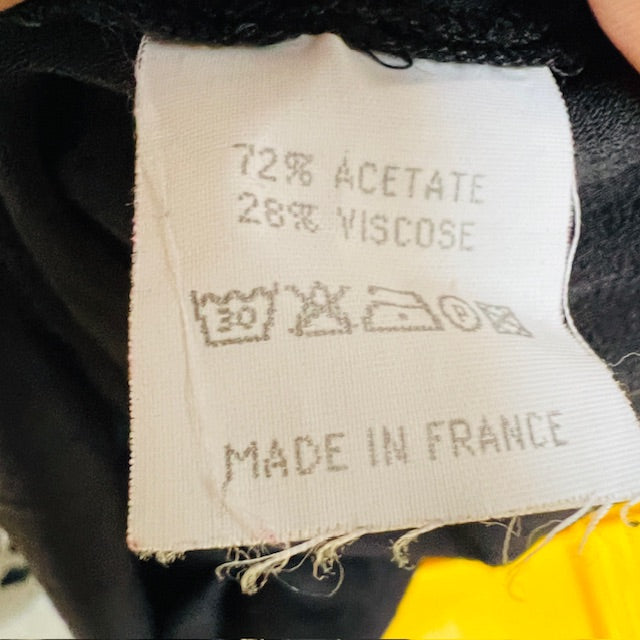 72% ACETATE
28% VISCOSE
30 P
MADE IN FRANCE